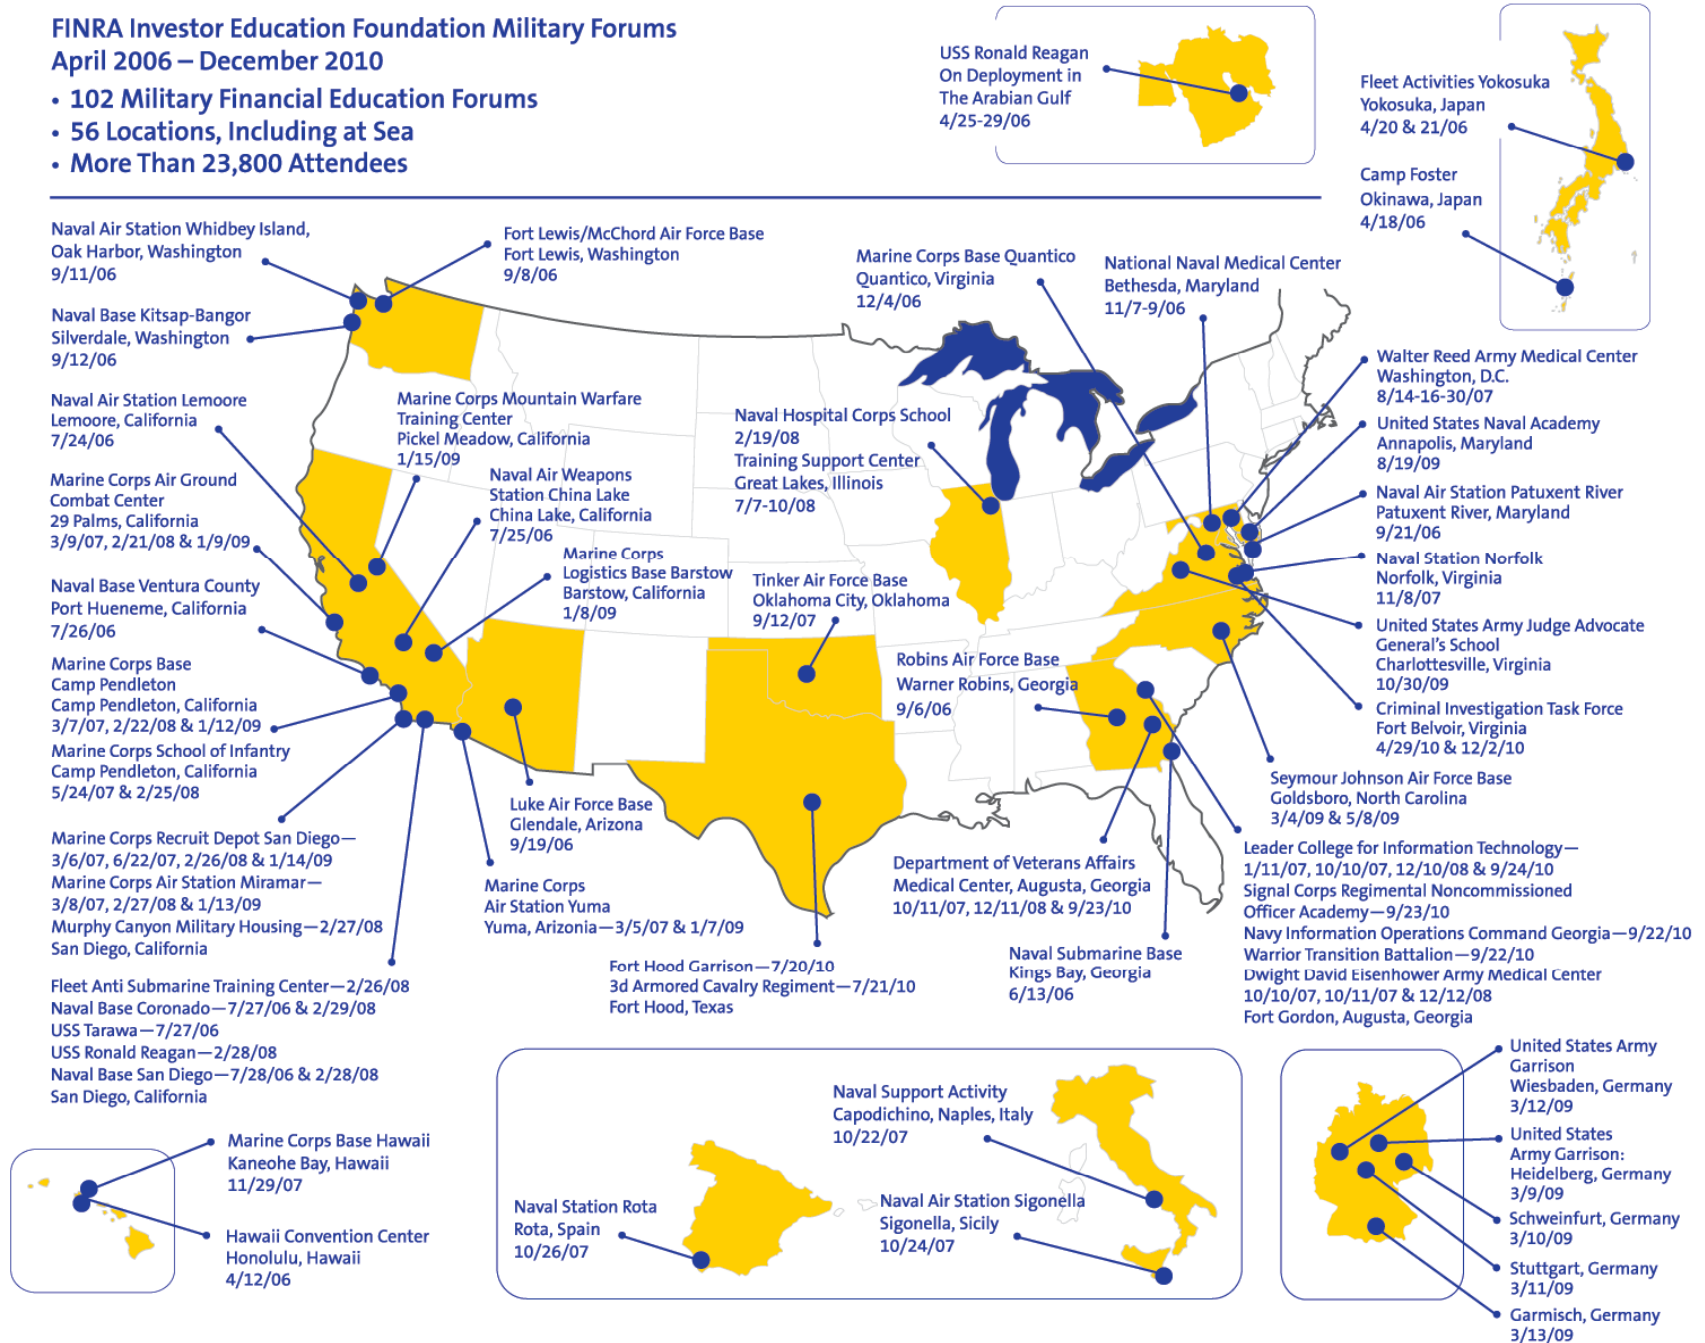 FINRA Investor Education Foundation Military Forums
April 2006 – December 2010
• 102 Military Financial Education Forums
• 56 Locations, Including at Sea
• More Than 23,800 Attendees
USS Ronald Reagan
On Deployment in
The Arabian Gulf
4/25-29/06
Fleet Activities Yokosuka
Yokosuka, Japan
4/20 & 21/06
Camp Foster
Okinawa, Japan
4/18/06
Naval Air Station Whidbey Island,
Oak Harbor, Washington
9/11/06
Fort Lewis/McChord Air Force Base
Fort Lewis, Washington
9/8/06
Naval Base Kitsap-Bangor
Silverdale, Washington
9/12/06
Naval Air Station Lemoore
Lemoore, California
7/24/06
Marine Corps Mountain Warfare
Training Center
Pickel Meadow, California
1/15/09
Marine Corps Air Ground
Combat Center
29 Palms, California
3/9/07, 2/21/08 & 1/9/09
Naval Air Weapons
Station China Lake
China Lake, California
7/25/06
Marine Corps
Logistics Base Barstow
Barstow, California
1/8/09
Naval Base Ventura County
Port Hueneme, California
7/26/06
Marine Corps Base
Camp Pendleton
Camp Pendleton, California
3/7/07, 2/22/08 & 1/12/09
Marine Corps School of Infantry
Camp Pendleton, California
5/24/07 & 2/25/08
Marine Corps Recruit Depot San Diego—
3/6/07, 6/22/07, 2/26/08 & 1/14/09
Marine Corps Air Station Miramar—
3/8/07, 2/27/08 & 1/13/09
Murphy Canyon Military Housing—2/27/08
San Diego, California
Fleet Anti Submarine Training Center—2/26/08
Naval Base Coronado—7/27/06 & 2/29/08
USS Tarawa—7/27/06
USS Ronald Reagan—2/28/08
Naval Base San Diego—7/28/06 & 2/28/08
San Diego, California
Luke Air Force Base
Glendale, Arizona
9/19/06
Marine Corps
Air Station Yuma
Yuma, Arizonia—3/5/07 & 1/7/09
Tinker Air Force Base
Oklahoma City, Oklahoma
9/12/07
Fort Hood Garrison—7/20/10
3d Armored Cavalry Regiment—7/21/10
Fort Hood, Texas
Naval Hospital Corps School
2/19/08
Training Support Center
Great Lakes, Illinois
7/7-10/08
Marine Corps Base Quantico
Quantico, Virginia
12/4/06
National Naval Medical Center
Bethesda, Maryland
11/7-9/06
Walter Reed Army Medical Center
Washington, D.C.
8/14-16-30/07
United States Naval Academy
Annapolis, Maryland
8/19/09
Naval Air Station Patuxent River
Patuxent River, Maryland
9/21/06
Naval Station Norfolk
Norfolk, Virginia
11/8/07
United States Army Judge Advocate
General's School
Charlottesville, Virginia
10/30/09
Criminal Investigation Task Force
Fort Belvoir, Virginia
4/29/10 & 12/2/10
Seymour Johnson Air Force Base
Goldsboro, North Carolina
3/4/09 & 5/8/09
Robins Air Force Base
Warner Robins, Georgia
9/6/06
Department of Veterans Affairs
Medical Center, Augusta, Georgia
10/11/07, 12/11/08 & 9/23/10
Naval Submarine Base
Kings Bay, Georgia
6/13/06
Leader College for Information Technology—
1/11/07, 10/10/07, 12/10/08 & 9/24/10
Signal Corps Regimental Noncommissioned
Officer Academy—9/23/10
Navy Information Operations Command Georgia—9/22/10
Warrior Transition Battalion—9/22/10
Dwight David Eisenhower Army Medical Center
10/10/07, 10/11/07 & 12/12/08
Fort Gordon, Augusta, Georgia
Marine Corps Base Hawaii
Kaneohe Bay, Hawaii
11/29/07
Hawaii Convention Center
Honolulu, Hawaii
4/12/06
Naval Station Rota
Rota, Spain
10/26/07
Naval Support Activity
Capodichino, Naples, Italy
10/22/07
Naval Air Station Sigonella
Sigonella, Sicily
10/24/07
United States Army
Garrison
Wiesbaden, Germany
3/12/09
United States
Army Garrison:
Heidelberg, Germany
3/9/09
Schweinfurt, Germany
3/10/09
Stuttgart, Germany
3/11/09
Garmisch, Germany
3/13/09